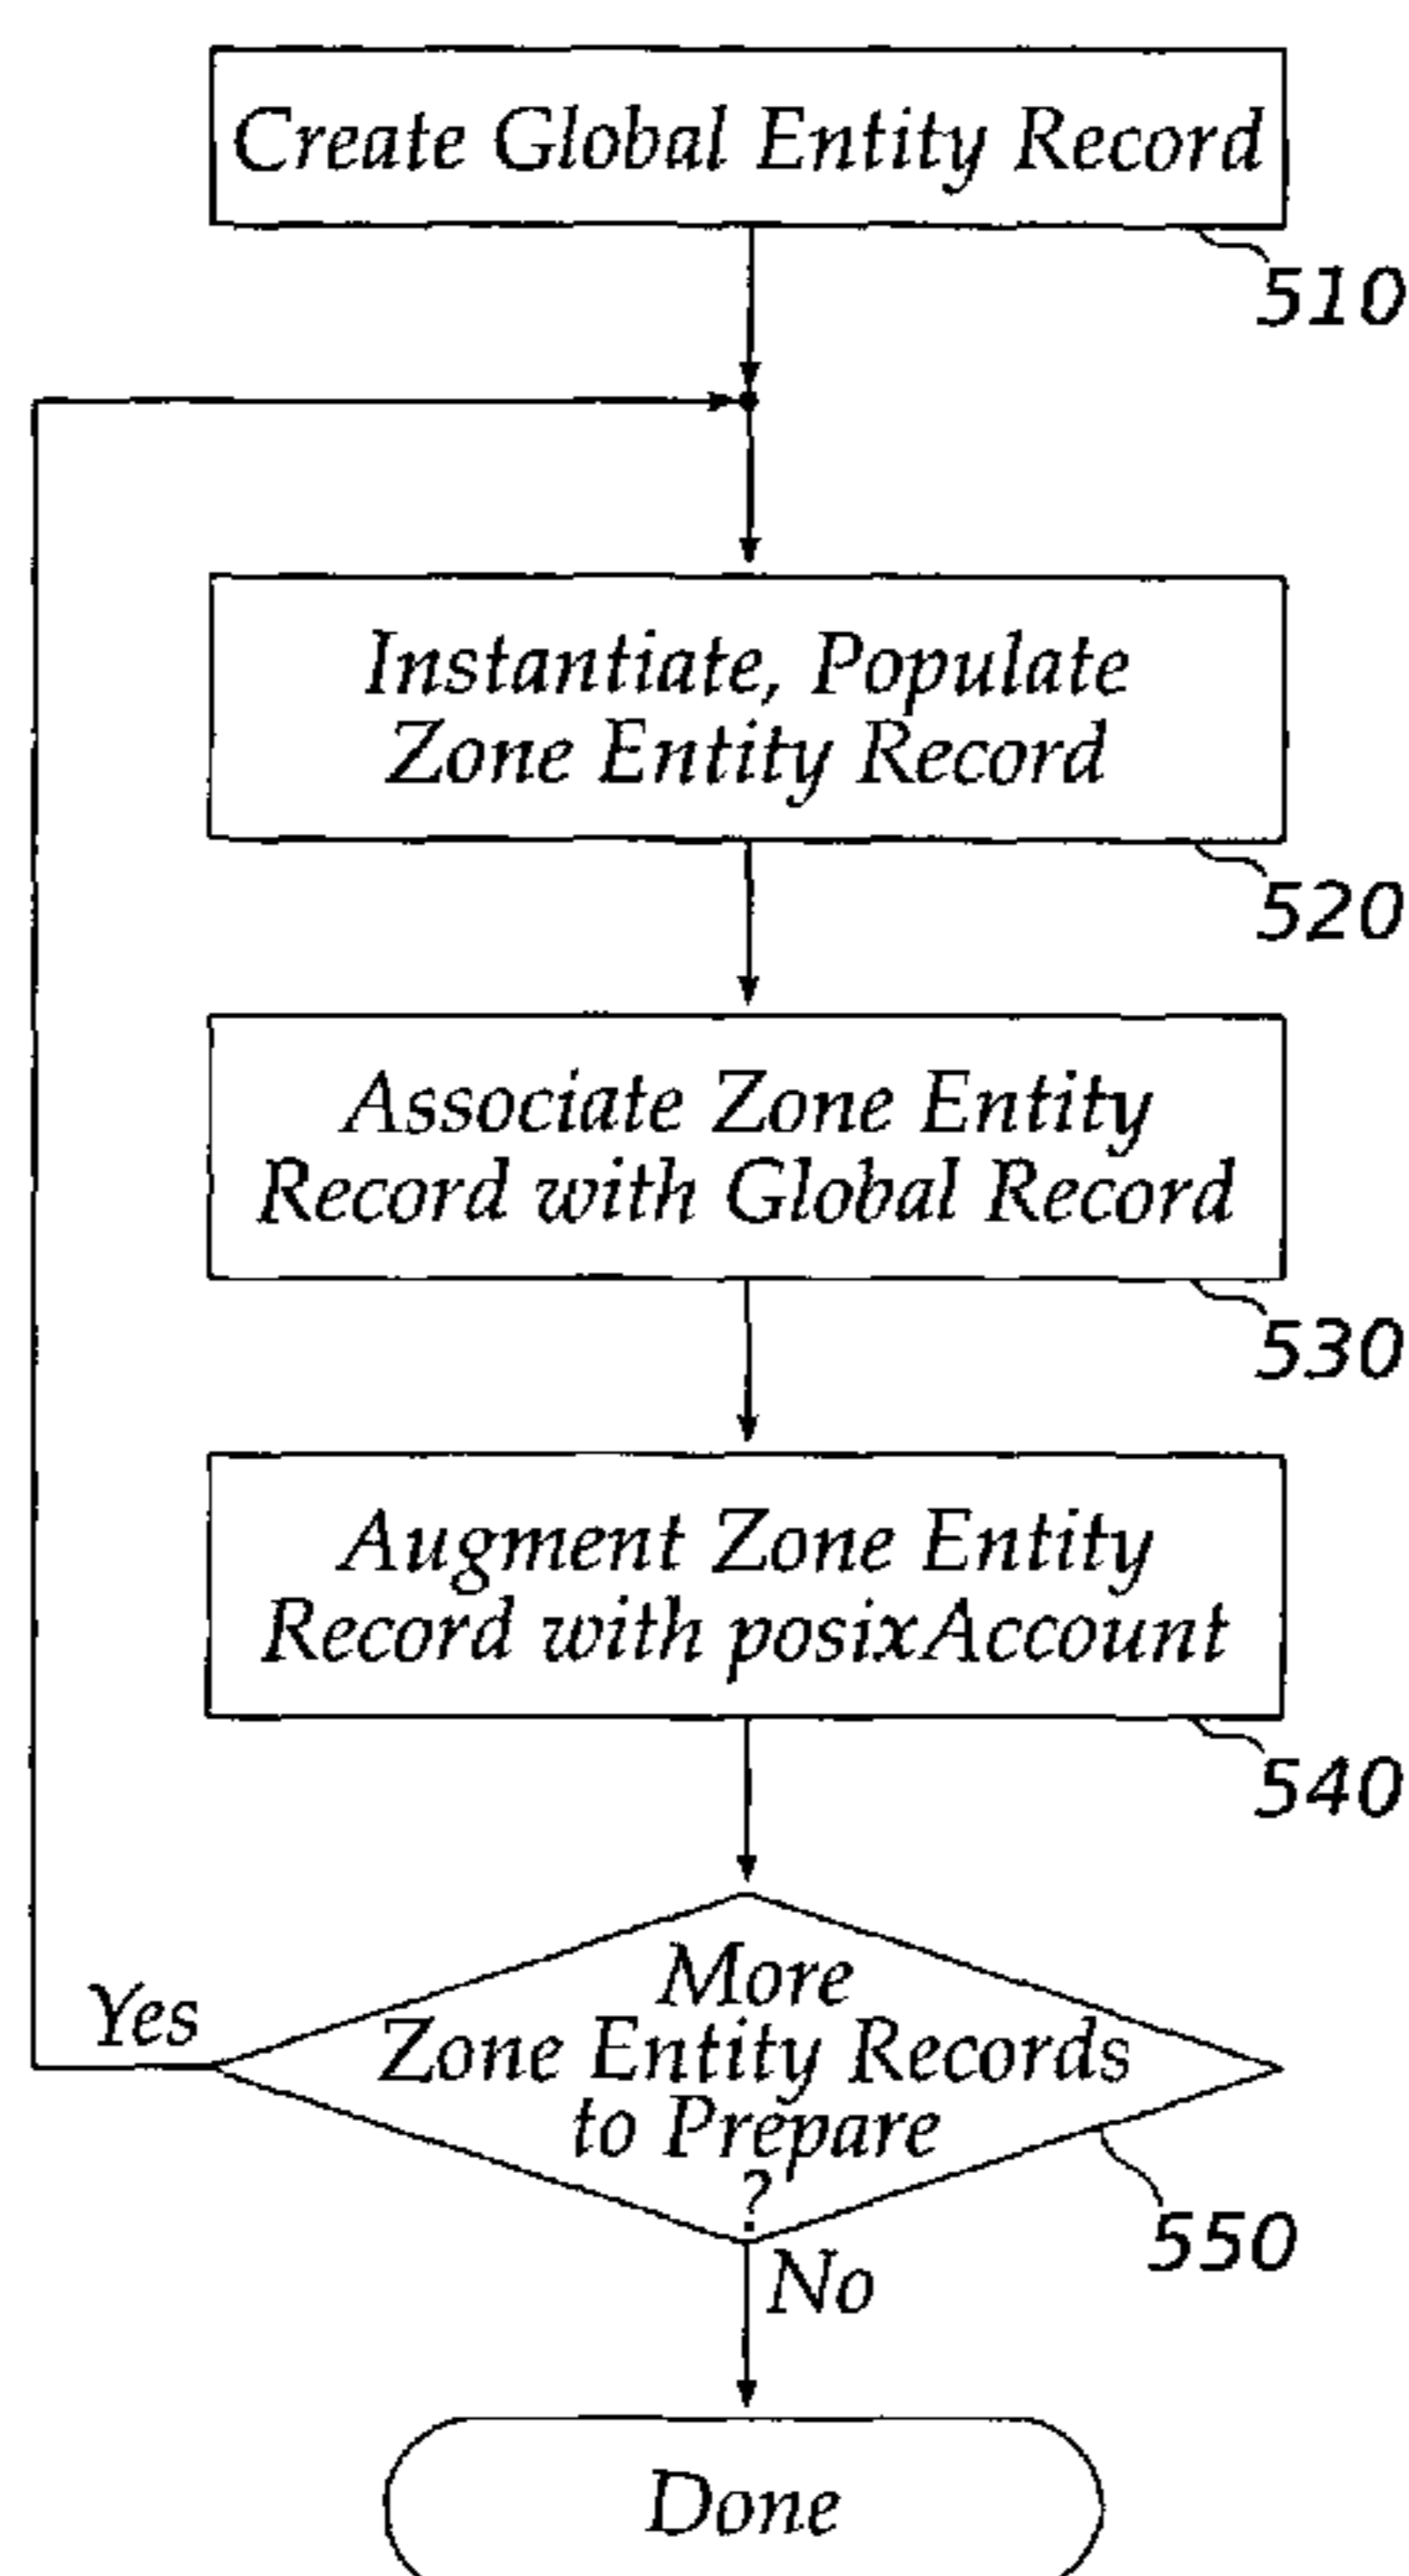 Create Global Entity Record
510
Instantiate, Populate
Zone Entity Record
520
Associate Zone Entity
Record with Global Record
530
Augment Zone Entity
Record with posixAccount
540
More
Zone Entity Records
to Prepare
?
Yes
550
No
Done